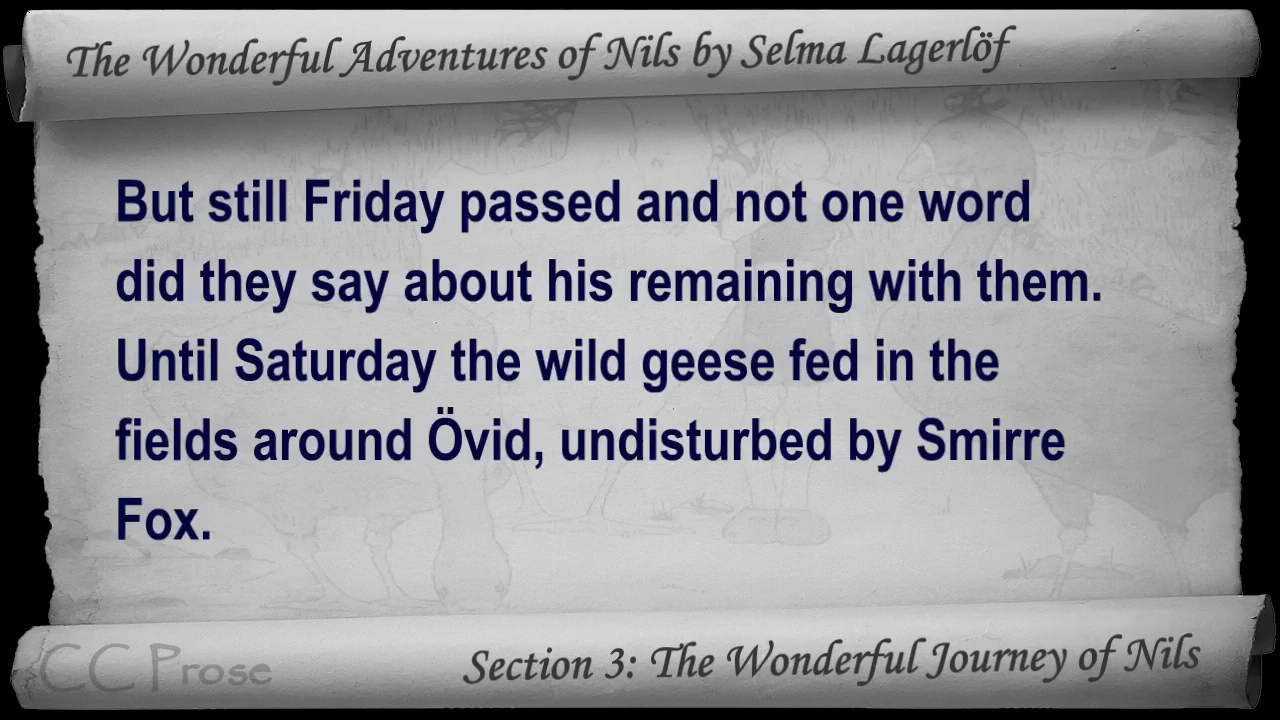 The Wonderful Adventures of Nils by Selma Lagerlöf
But still Friday passed and not one word
did they say about his remaining with them.
Until Saturday the wild geese fed in the
fields around Övid, undisturbed by Smirre
Fox.
CC Prose
Section 3: The Wonderful Journey of Nils